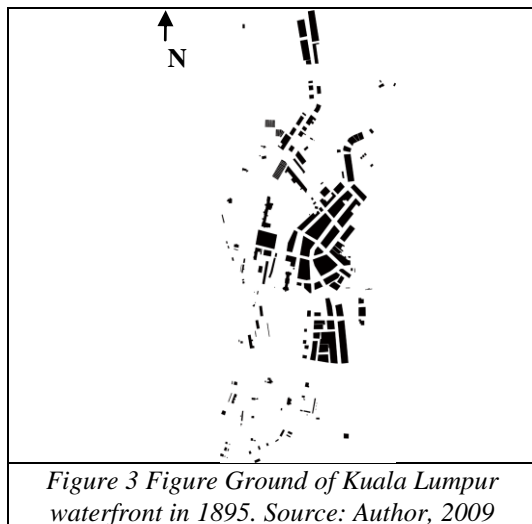 N
Figure 3 Figure Ground of Kuala Lumpur
waterfront in 1895. Source: Author, 2009